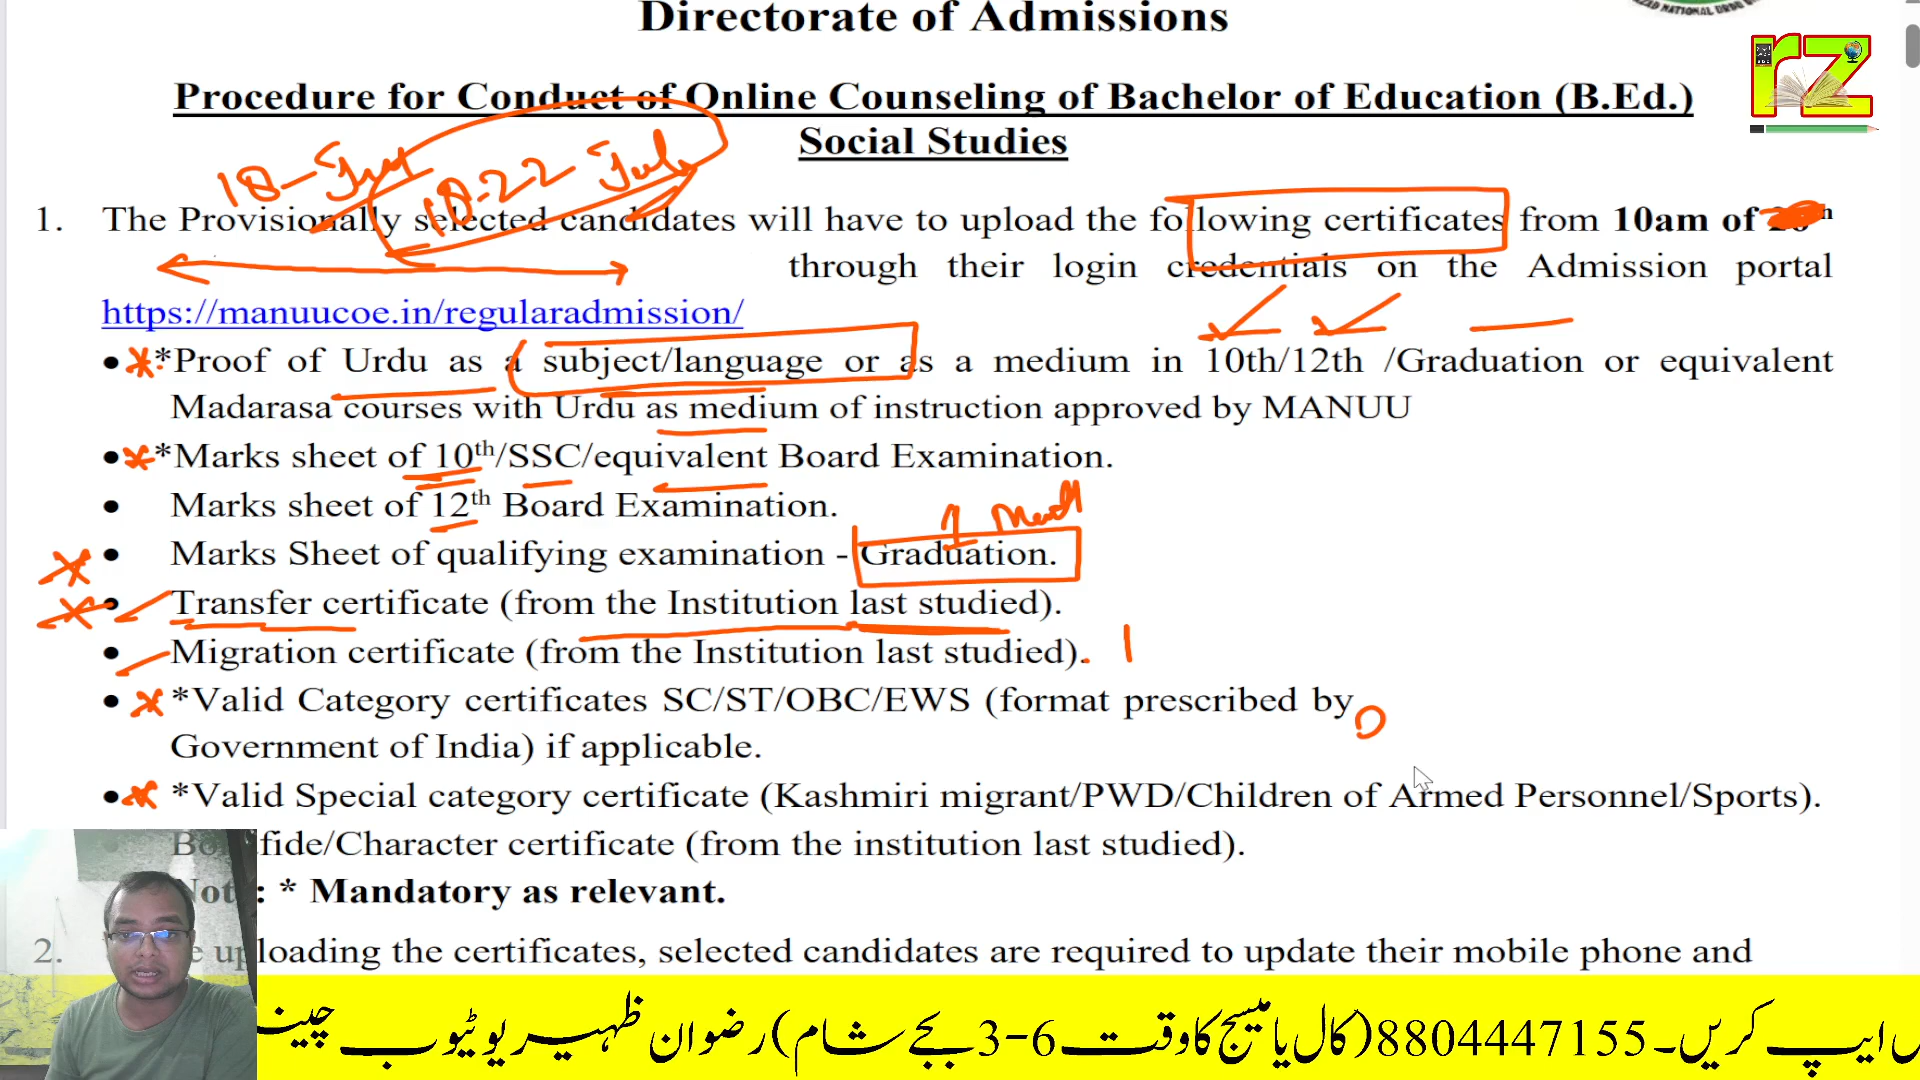 Directorate of Admissions
Procedure for Conduct of Online Counseling of Bachelor of Education (B.Ed.)
Social Studies
18-
18-22 July
1. The Provisionally selected candidates will have to upload the following certificates from 10am of
through their login credentials on the Admission portal
https://manuucoe.in/regularadmission/
• *Proof of Urdu as a subject/language or as a medium in 10th/12th /Graduation or equivalent
Madarasa courses with Urdu as medium of instruction approved by MANUU
• *Marks sheet of 10th/SSC/equivalent Board Examination.
• Marks sheet of 12th Board Examination.
• Marks Sheet of qualifying examination - Graduation.
• Transfer certificate (from the Institution last studied).
• Migration certificate (from the Institution last studied).
• *Valid Category certificates SC/ST/OBC/EWS (format prescribed by
Government of India) if applicable.
• *Valid Special category certificate (Kashmiri migrant/PWD/Children of Armed Personnel/Sports).
fide/Character certificate (from the institution last studied).
: * Mandatory as relevant.
2. uploading the certificates, selected candidates are required to update their mobile phone and
ایپ کریں۔8804447155(کال یا میسج کا وقت 6-3 بجے شام) رضوان ظہیر یوٹیوب چینـ
rz